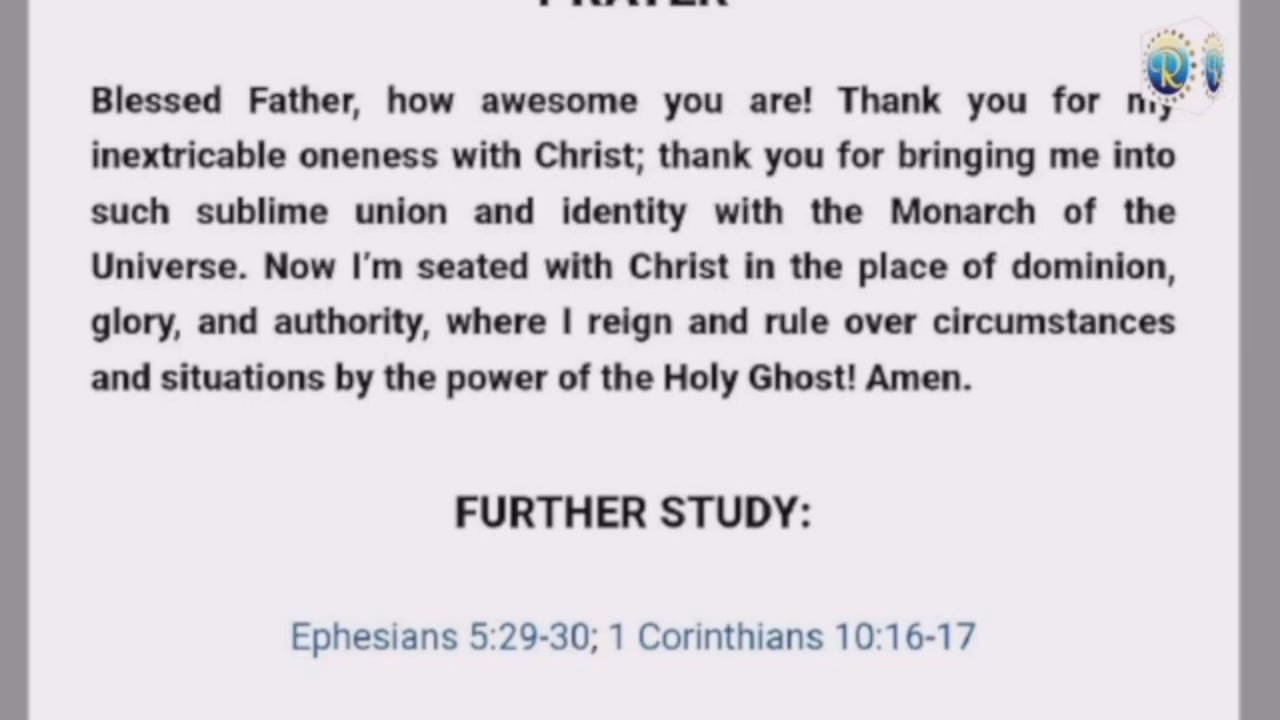 PRAYER
Blessed Father, how awesome you are! Thank you for my
inextricable oneness with Christ; thank you for bringing me into
such sublime union and identity with the Monarch of the
Universe. Now I’m seated with Christ in the place of dominion,
glory, and authority, where I reign and rule over circumstances
and situations by the power of the Holy Ghost! Amen.
FURTHER STUDY:
Ephesians 5:29-30; 1 Corinthians 10:16-17